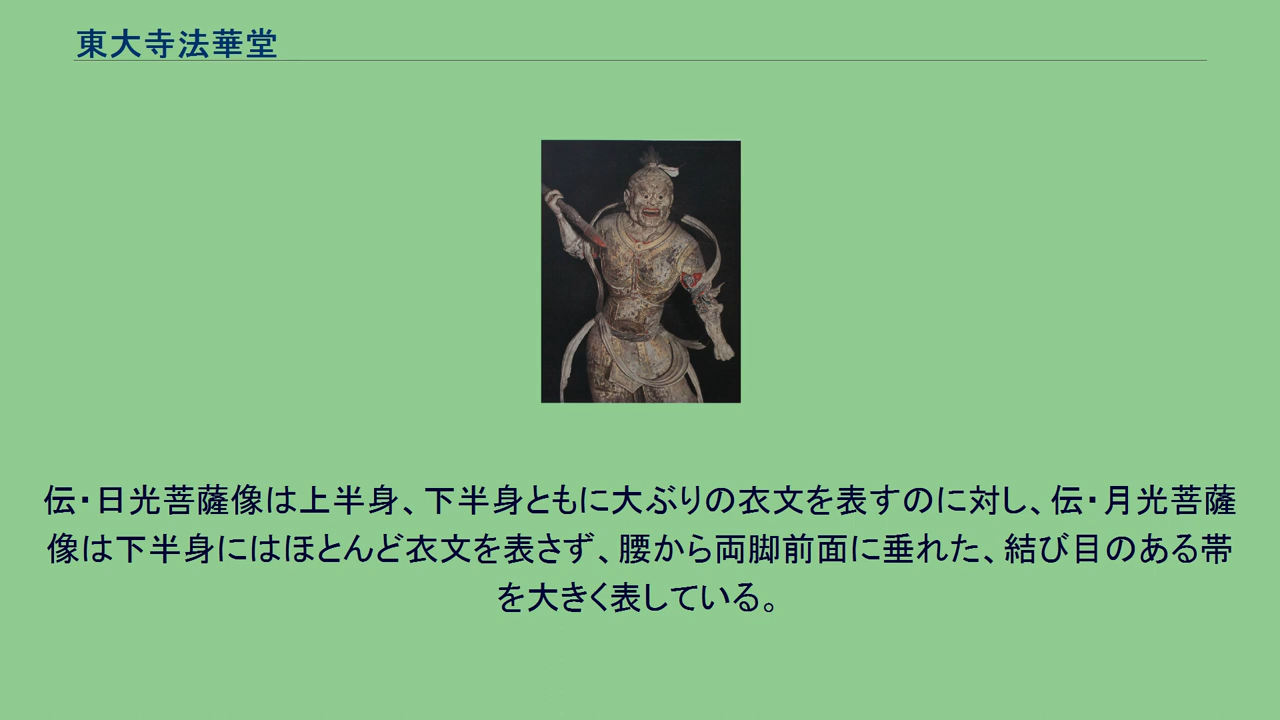 東大寺法華堂
伝・日光菩薩像は上半身、下半身ともに大ぶりの衣文を表すのに対し、伝・月光菩薩
像は下半身にはほとんど衣文を表さず、腰から両脚前面に垂れた、結び目のある帯
を大きく表している。